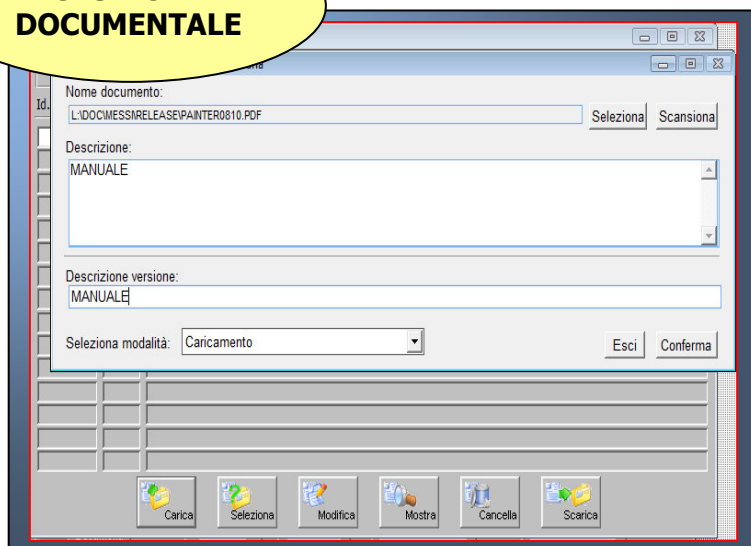 DOCUMENTALE
Id.
Nome documento:
L:\DOC\MESSI\RELEASE\PAINTER0810.PDF
Seleziona Scansiona
Descrizione:
MANUALE
Descrizione versione:
MANUALE
Seleziona modalità: Caricamento
Esci Conferma
Carica Seleziona Modifica Mostra Cancella Scarica